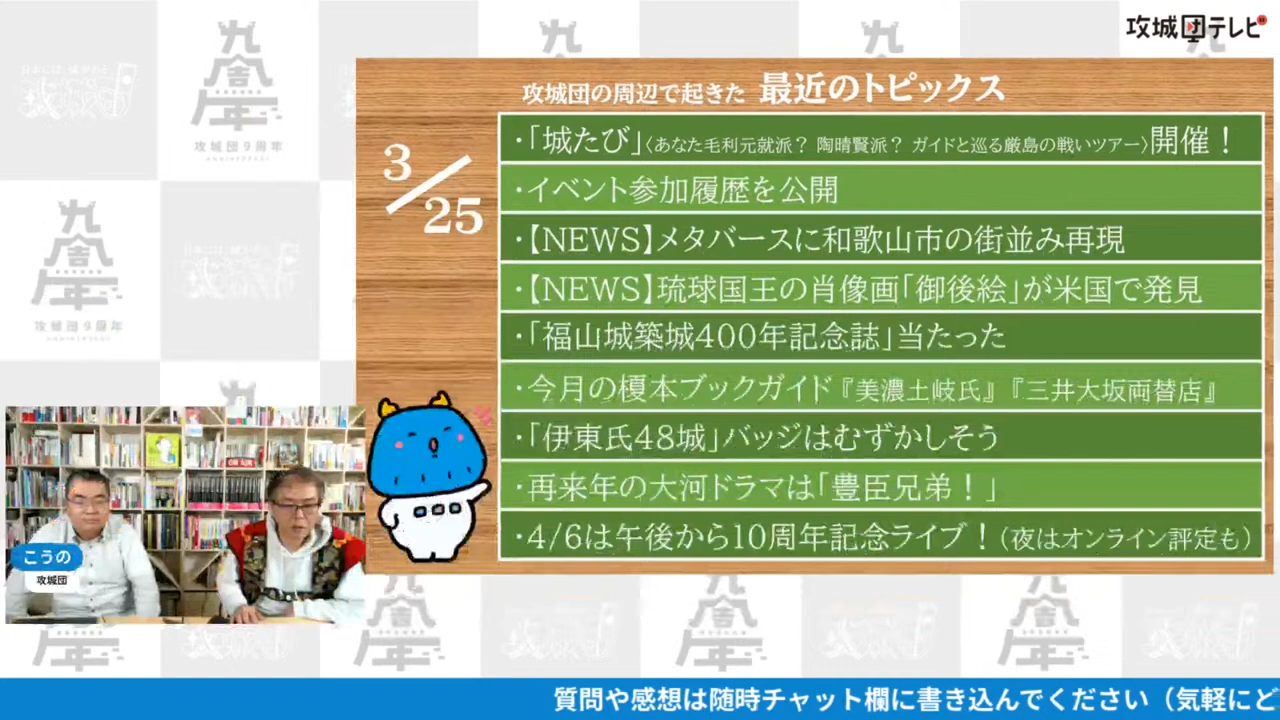 攻城団テレビ
九周年
攻城団9周年
ANNIVERSARY
攻城団の周辺で起きた 最近のトピックス
3/25
・「城たび」〈あなた毛利元就派? 陶晴賢派? ガイドと巡る厳島の戦いツアー〉開催!
・イベント参加履歴を公開
・【NEWS】メタバースに和歌山市の街並み再現
・【NEWS】琉球国王の肖像画「御後絵」が米国で発見
・「福山城築城400年記念誌」当たった
・今月の榎本ブックガイド『美濃土岐氏』『三井大坂両替店』
・「伊東氏48城」バッジはむずかしそう
・再来年の大河ドラマは「豊臣兄弟!」
・4/6は午後から10周年記念ライブ!(夜はオンライン評定も)
こうの
攻城団
質問や感想は随時チャット欄に書き込んでください(気軽にど